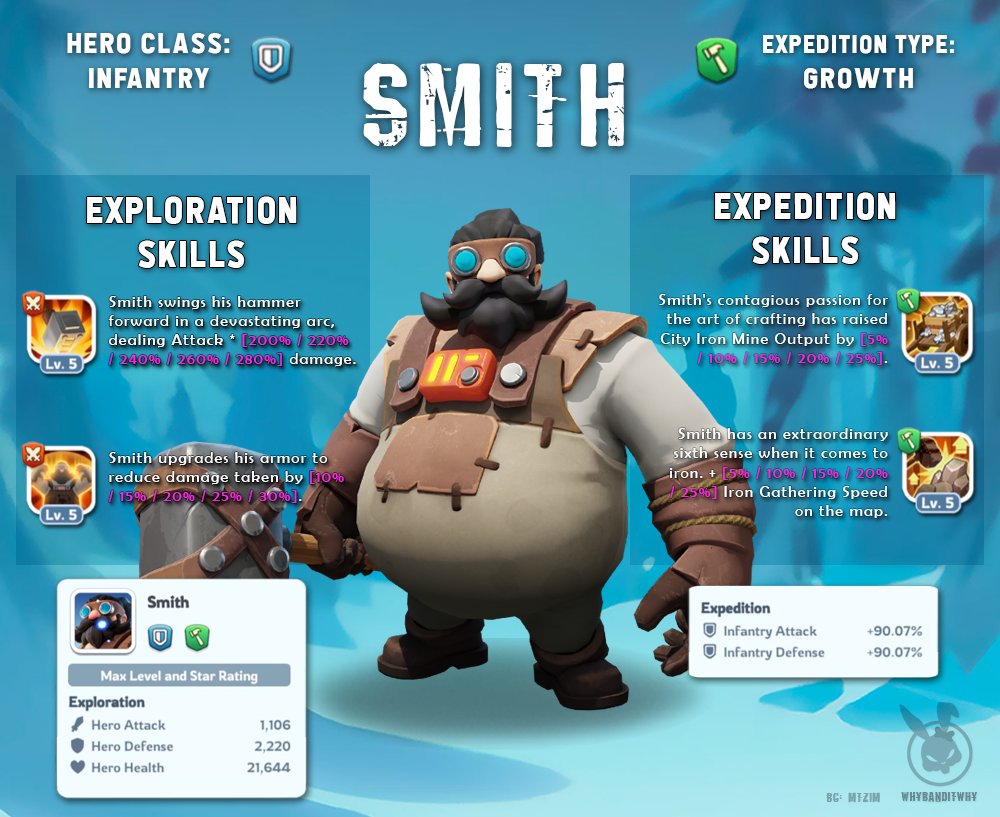 HERO CLASS:
INFANTRY
SMITH
EXPEDITION TYPE:
GROWTH
EXPLORATION
SKILLS
Smith swings his hammer
forward in a devastating arc,
dealing Attack * [200% / 220%
/ 240% / 260% / 280%] damage.
Lv. 5
Smith upgrades his armor to
reduce damage taken by [10%
/ 15% / 20% / 25% / 30%].
Lv. 5
EXPEDITION
SKILLS
Smith's contagious passion for
the art of crafting has raised
City Iron Mine Output by [5%
/ 10% / 15% / 20% / 25%].
Lv. 5
Smith has an extraordinary
sixth sense when it comes to
iron. + [5% / 10% / 15% / 20%
/ 25%] Iron Gathering Speed
on the map.
Lv. 5
Smith
Max Level and Star Rating
Exploration
Hero Attack 1,106
Hero Defense 2,220
Hero Health 21,644
Expedition
Infantry Attack +90.07%
Infantry Defense +90.07%
BG: MTZIM WHYBANDITWHY